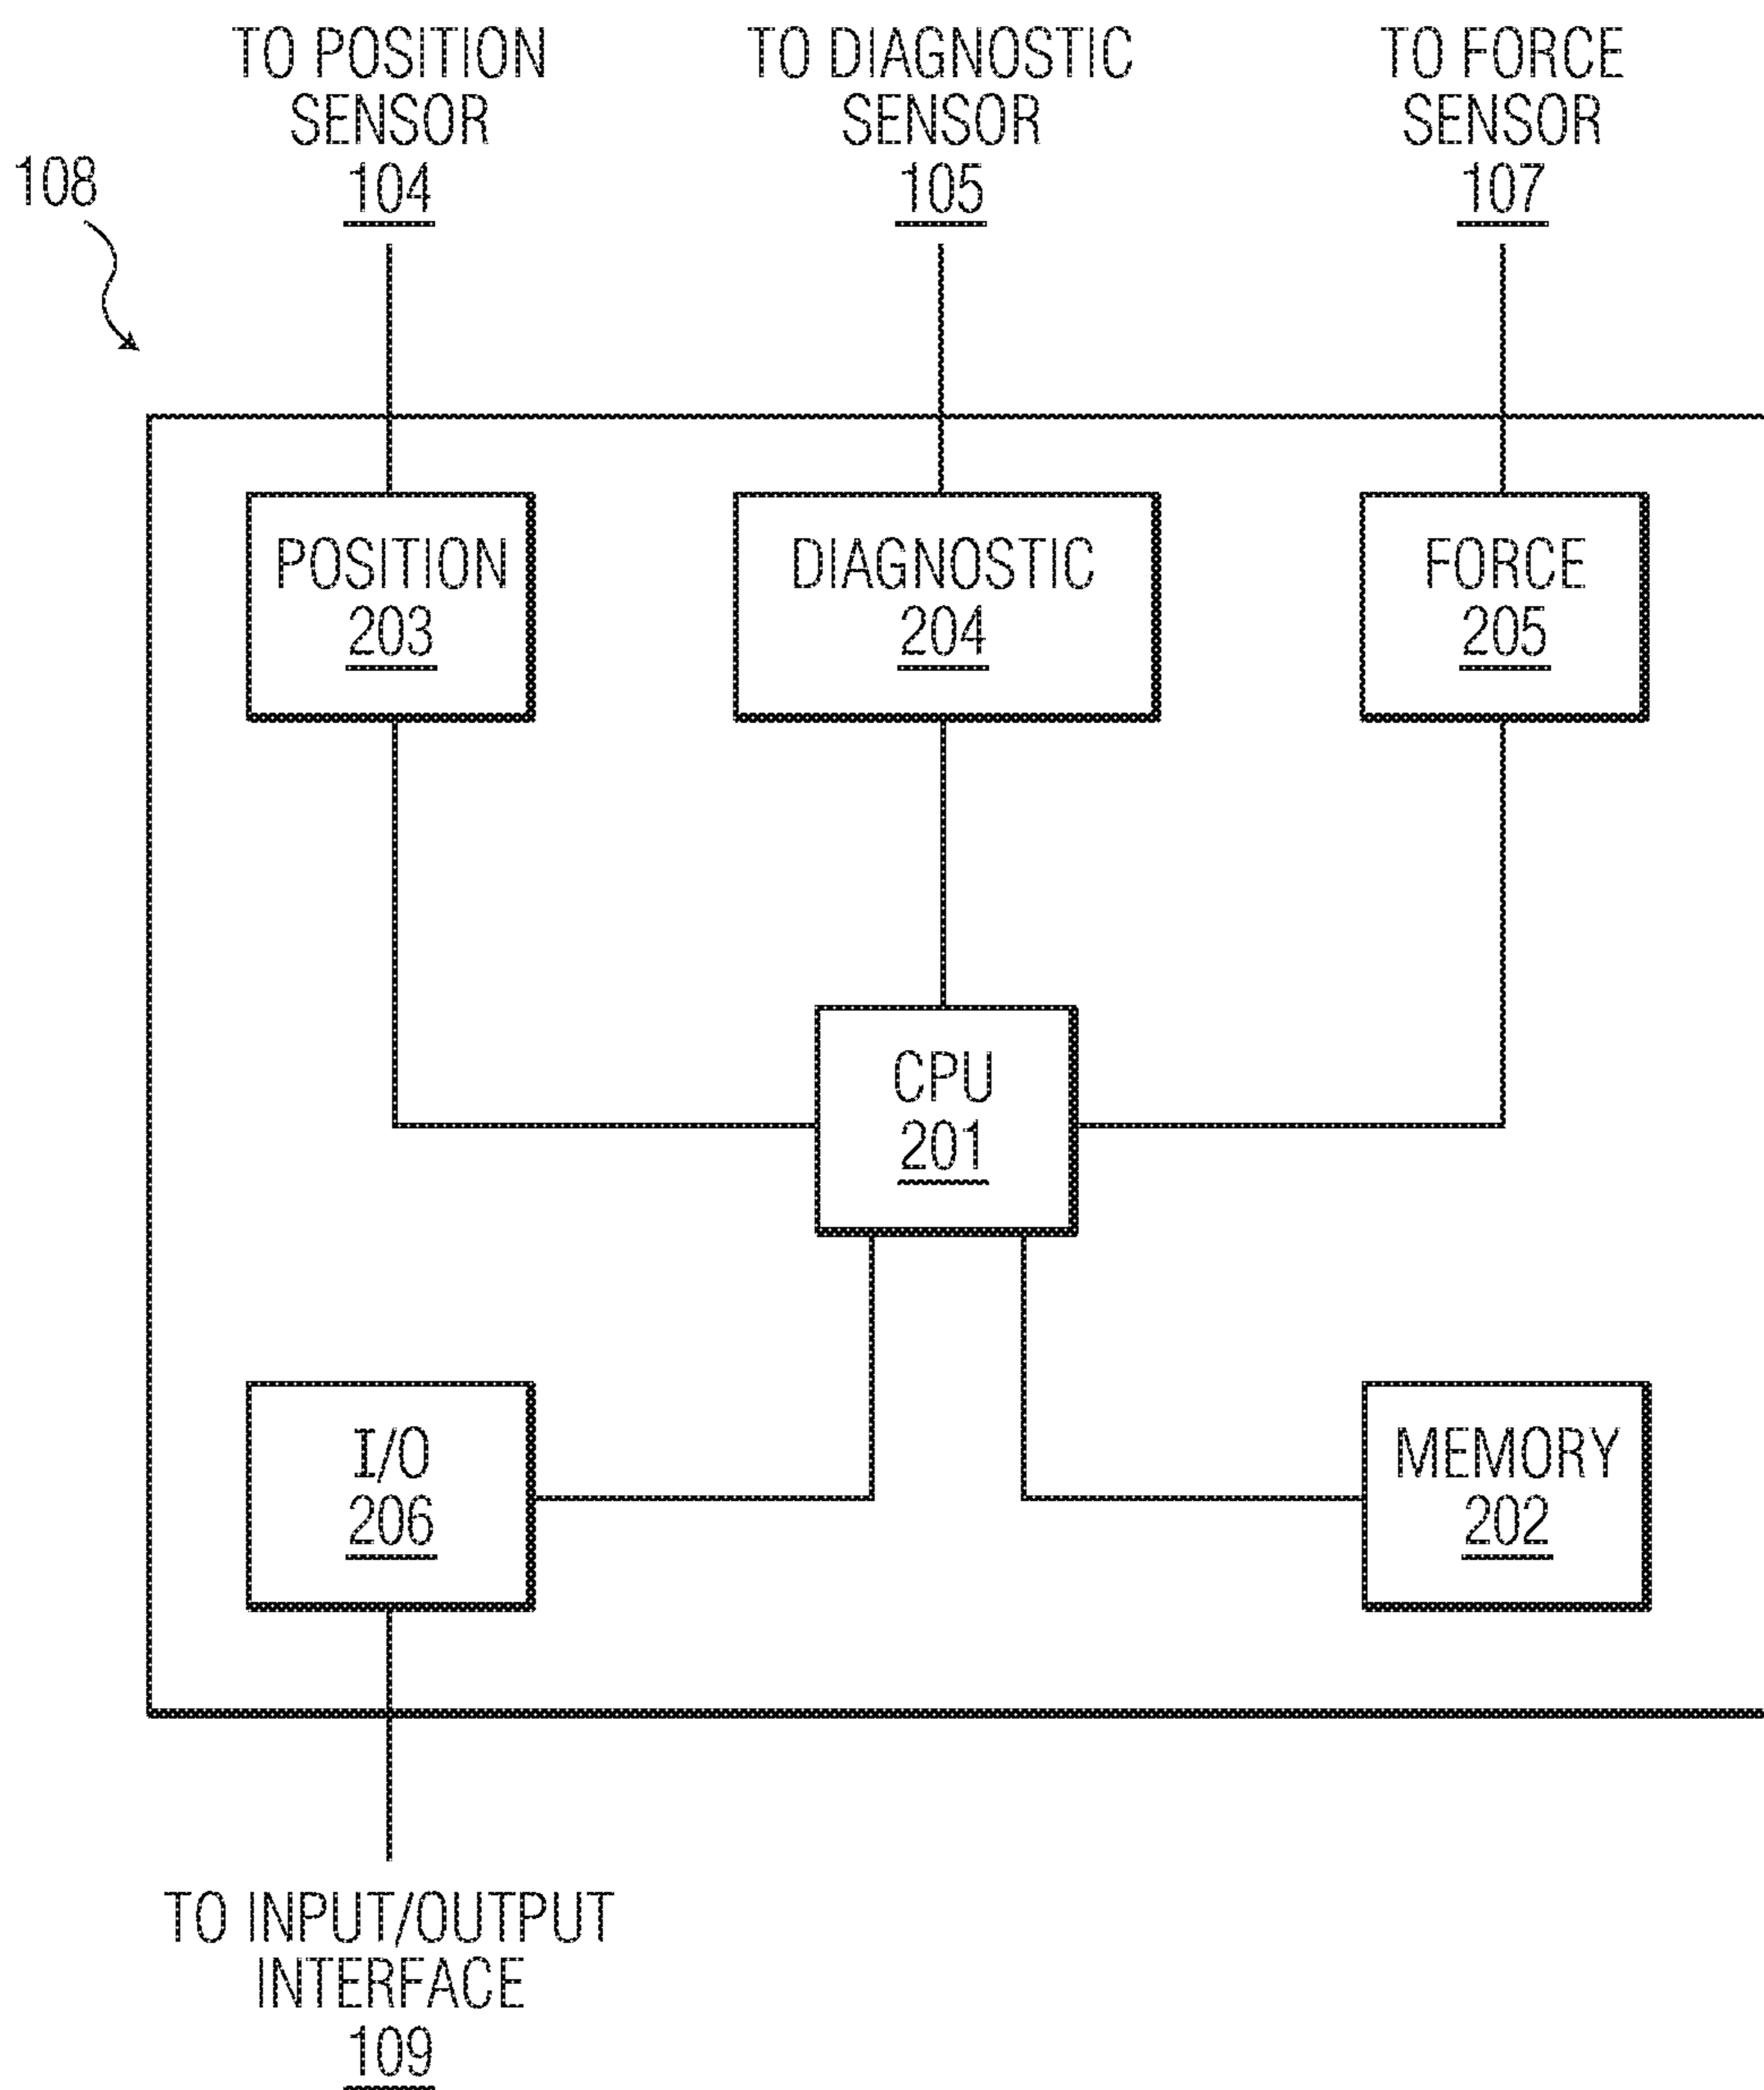 TO POSITION
SENSOR
104
TO DIAGNOSTIC
SENSOR
105
TO FORCE
SENSOR
107
108
POSITION
203
DIAGNOSTIC
204
FORCE
205
CPU
201
I/O
206
MEMORY
202
TO INPUT/OUTPUT
INTERFACE
109